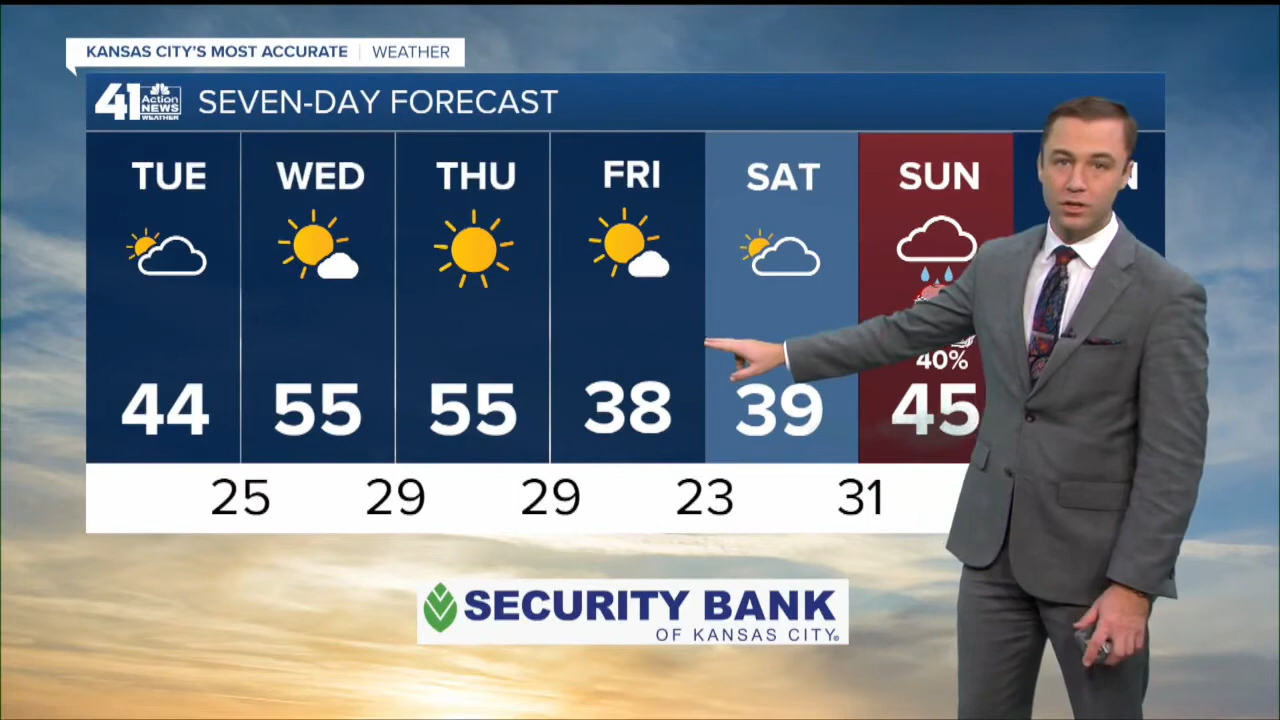 KANSAS CITY'S MOST ACCURATE | WEATHER
41 Action NEWS WEATHER SEVEN-DAY FORECAST
TUE WED THU FRI SAT SUN N
40%
44 55 55 38 39 45
25 29 29 23 31
SECURITY BANK
OF KANSAS CITY®